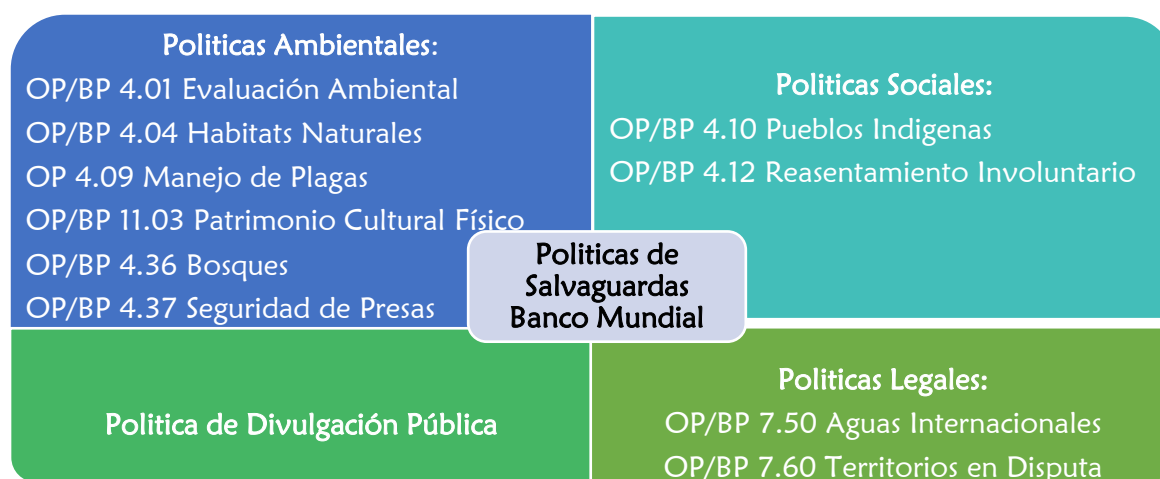 Politicas Ambientales:
OP/BP 4.01 Evaluación Ambiental
OP/BP 4.04 Habitats Naturales
OP 4.09 Manejo de Plagas
OP/BP 11.03 Patrimonio Cultural Físico
OP/BP 4.36 Bosques
OP/BP 4.37 Seguridad de Presas
Politicas Sociales:
OP/BP 4.10 Pueblos Indigenas
OP/BP 4.12 Reasentamiento Involuntario
Politicas de
Salvaguardas
Banco Mundial
Politica de Divulgación Pública
Politicas Legales:
OP/BP 7.50 Aguas Internacionales
OP/BP 7.60 Territorios en Disputa